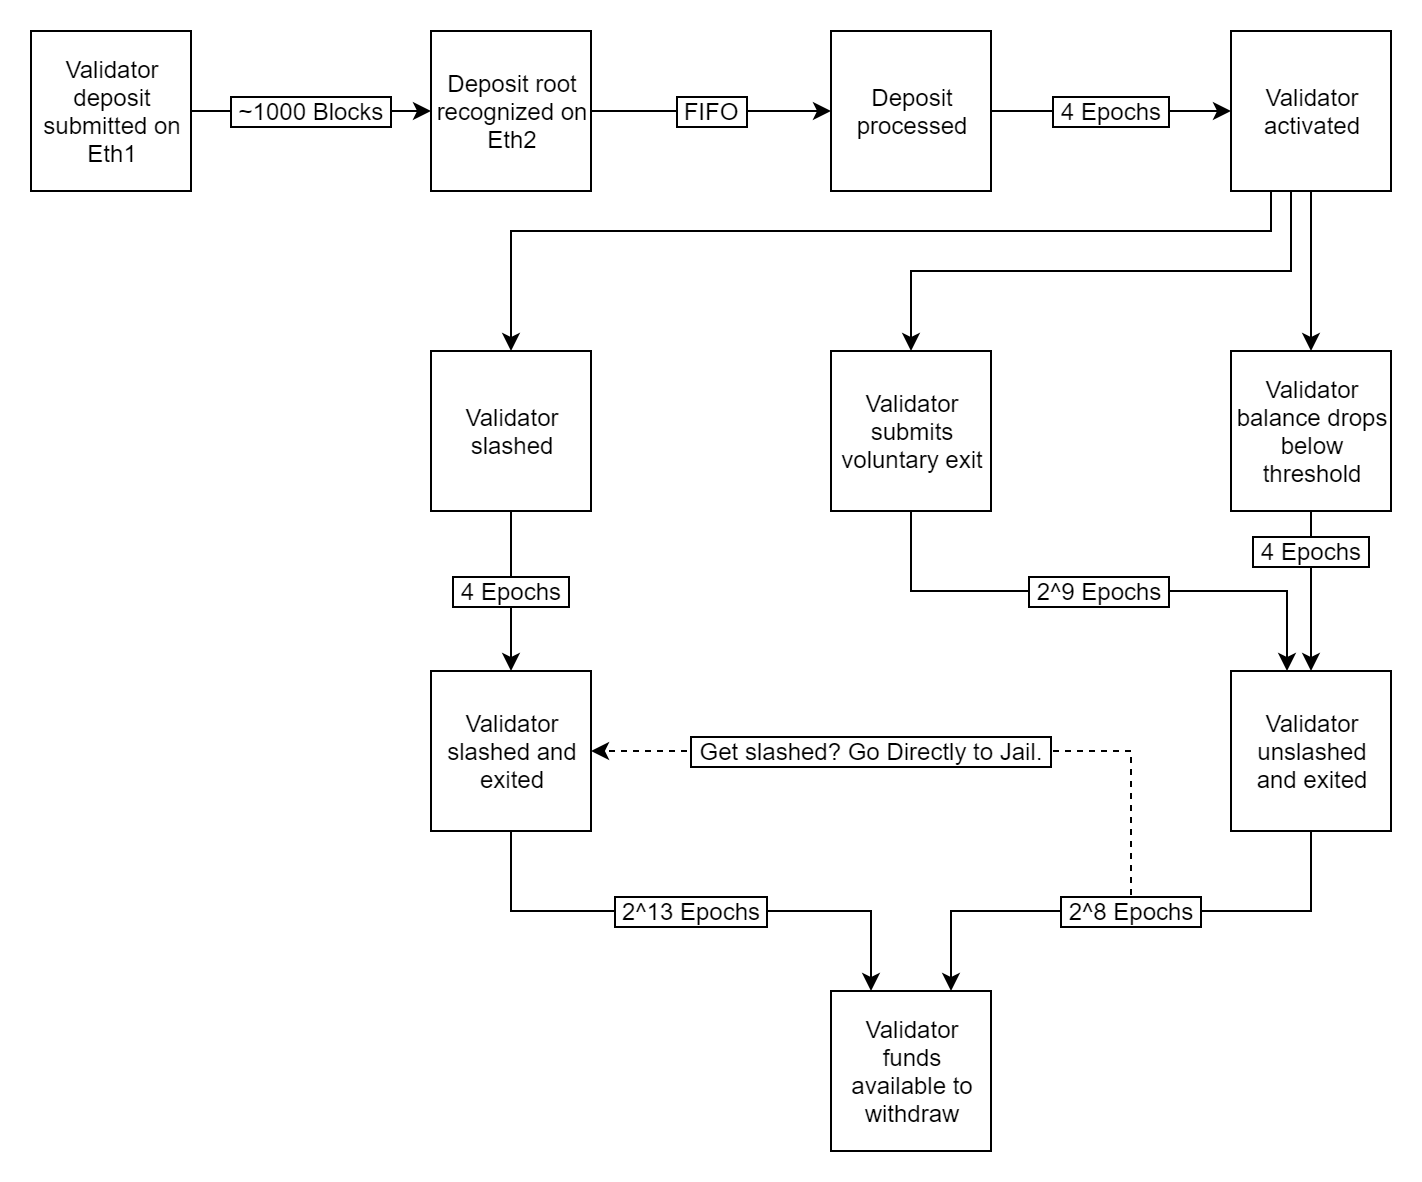 Validator
deposit
submitted on
Eth1
~1000 Blocks
Deposit root
recognized on
Eth2
FIFO
Deposit
processed
4 Epochs
Validator
activated
Validator
slashed
Validator
submits
voluntary exit
Validator
balance drops
below
threshold
4 Epochs
2^9 Epochs
4 Epochs
Validator
slashed and
exited
Get slashed? Go Directly to Jail.
Validator
unslashed
and exited
2^13 Epochs
2^8 Epochs
Validator
funds
available to
withdraw